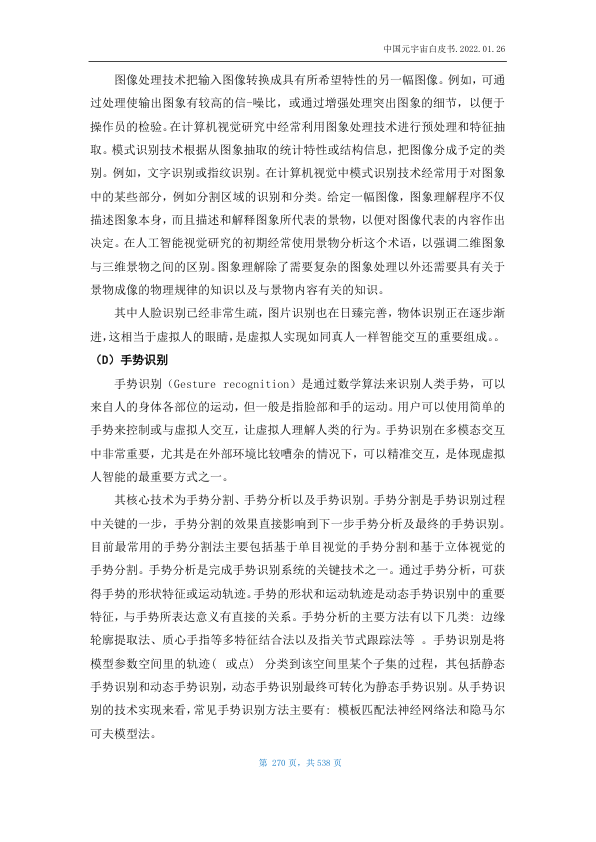 中国元宇宙白皮书.2022.01.26
图像处理技术把输入图像转换成具有所希望特性的另一幅图像。例如，可通
过处理使输出图象有较高的信-噪比，或通过增强处理突出图象的细节，以便于
操作员的检验。在计算机视觉研究中经常利用图象处理技术进行预处理和特征抽
取。模式识别技术根据从图象抽取的统计特性或结构信息，把图像分成予定的类
别。例如，文字识别或指纹识别。在计算机视觉中模式识别技术经常用于对图象
中的某些部分，例如分割区域的识别和分类。给定一幅图像，图象理解程序不仅
描述图象本身，而且描述和解释图象所代表的景物，以便对图像代表的内容作出
决定。在人工智能视觉研究的初期经常使用景物分析这个术语，以强调二维图象
与三维景物之间的区别。图象理解除了需要复杂的图象处理以外还需要具有关于
景物成像的物理规律的知识以及与景物内容有关的知识。
其中人脸识别已经非常生疏，图片识别也在日臻完善，物体识别正在逐步渐
进，这相当于虚拟人的眼睛，是虚拟人实现如同真人一样智能交互的重要组成。。
（D）手势识别
手势识别（Gesture recognition）是通过数学算法来识别人类手势，可以
来自人的身体各部位的运动，但一般是指脸部和手的运动。用户可以使用简单的
手势来控制或与虚拟人交互，让虚拟人理解人类的行为。手势识别在多模态交互
中非常重要，尤其是在外部环境比较嘈杂的情况下，可以精准交互，是体现虚拟
人智能的最重要方式之一。
其核心技术为手势分割、手势分析以及手势识别。手势分割是手势识别过程
中关键的一步，手势分割的效果直接影响到下一步手势分析及最终的手势识别。
目前最常用的手势分割法主要包括基于单目视觉的手势分割和基于立体视觉的
手势分割。手势分析是完成手势识别系统的关键技术之一。通过手势分析，可获
得手势的形状特征或运动轨迹。手势的形状和运动轨迹是动态手势识别中的重要
特征，与手势所表达意义有直接的关系。手势分析的主要方法有以下几类：边缘
轮廓提取法、质心手指等多特征结合法以及指关节式跟踪法等 。手势识别是将
模型参数空间里的轨迹( 或点) 分类到该空间里某个子集的过程，其包括静态
手势识别和动态手势识别，动态手势识别最终可转化为静态手势识别。从手势识
别的技术实现来看，常见手势识别方法主要有: 模板匹配法神经网络法和隐马尔
可夫模型法。
第 270 页，共 538 页